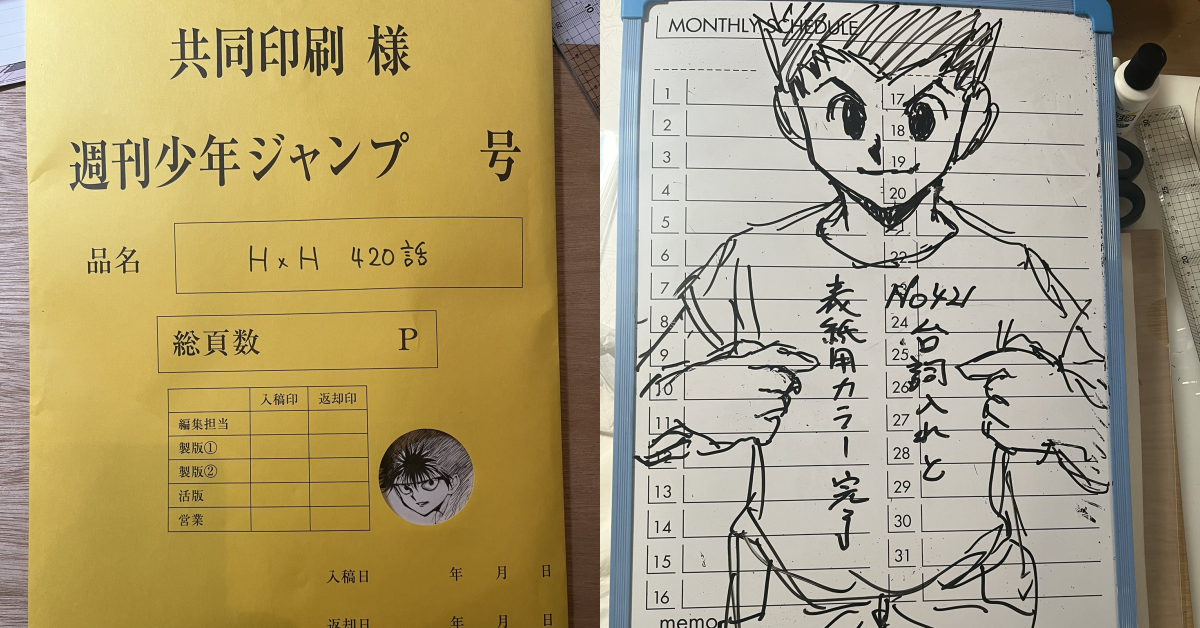 共同印刷 様
週刊少年ジャンプ 号
品名 H×H 420話
総頁数 P
入稿印 返却印
編集担当
製版①
製版②
活版
営業
入稿日 年 月 日
返却日 年 月 日
MONTHLY SCHEDULE
1
2
3
4
5
6
7
8
9
10
11
13
14
15
16
17
18
19
20
22
24
25
26
27
28
29
30
31
No421
台詞入れと
表紙用カラー完了
memo